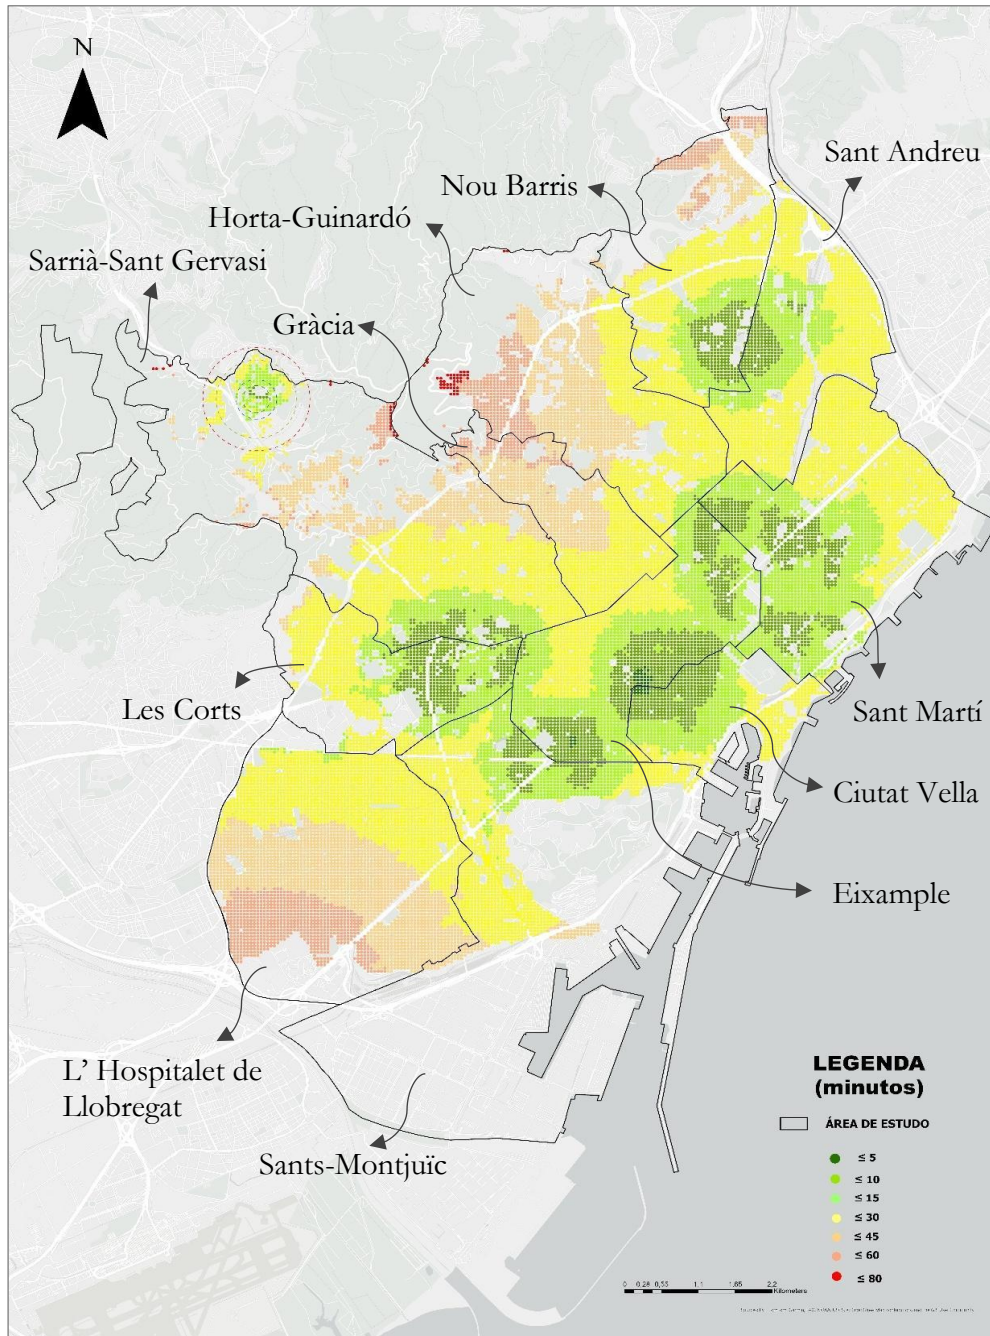 N
Sant Andreu
Nou Barris
Horta-Guinardó
Sarrià-Sant Gervasi
Gràcia
Les Corts
Sant Martí
Ciutat Vella
Eixample
L’ Hospitalet de
Llobregat
Sants-Montjuïc
LEGENDA
(minutos)
ÁREA DE ESTUDO
≤ 5
≤ 10
≤ 15
≤ 30
≤ 45
≤ 60
≤ 80
0 0,28 0,55 1,1 1,65 2,2
Kilometers